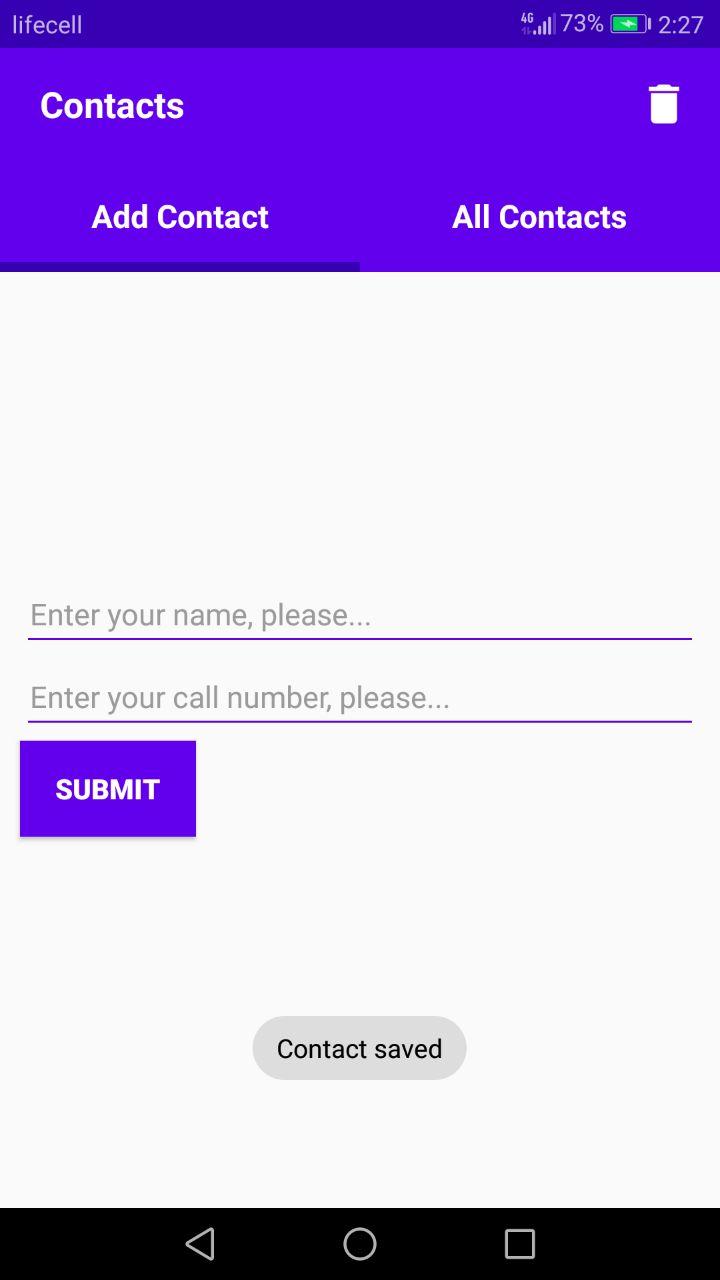 lifecell 4G 73% 2:27
Contacts
Add Contact All Contacts
Enter your name, please...
Enter your call number, please...
SUBMIT
Contact saved